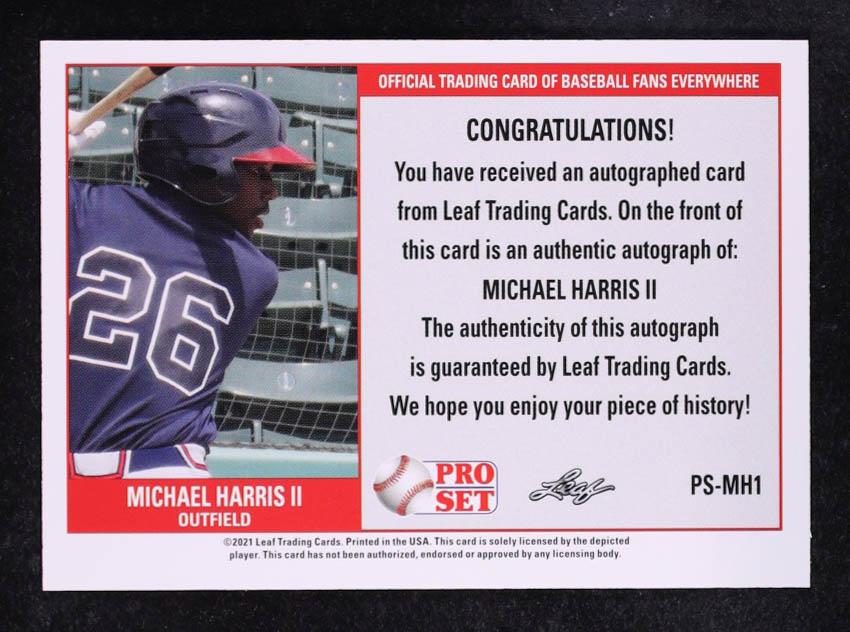 OFFICIAL TRADING CARD OF BASEBALL FANS EVERYWHERE
CONGRATULATIONS!
You have received an autographed card
from Leaf Trading Cards. On the front of
this card is an authentic autograph of:
MICHAEL HARRIS II
The authenticity of this autograph
is guaranteed by Leaf Trading Cards.
We hope you enjoy your piece of history!
26
MICHAEL HARRIS II
OUTFIELD
PRO
SET
Leaf
PS-MH1
©2021 Leaf Trading Cards. Printed in the USA. This card is solely licensed by the depicted
player. This card has not been authorized, endorsed or approved by any licensing body.